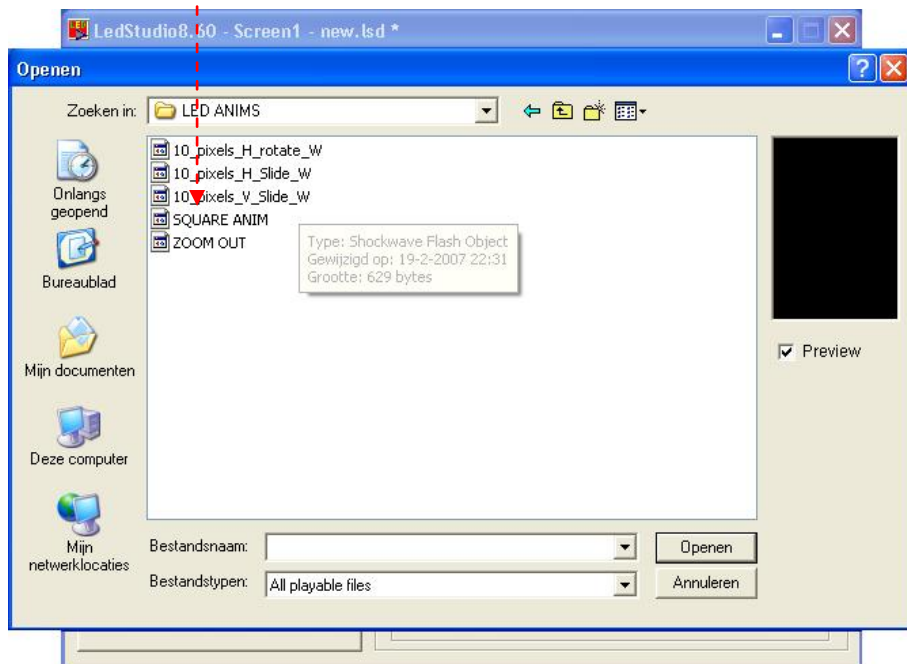 LedStudio8.60 - Screen1 - new.lsd *
Openen
Zoeken in:
LED ANIMS
10_pixels_H_rotate_W
10_pixels_H_Slide_W
10_pixels_V_Slide_W
SQUARE ANIM
ZOOM OUT
Type: Shockwave Flash Object
Gewijzigd op: 19-2-2007 22:31
Grootte: 629 bytes
Onlangs
geopend
Bureaublad
Mijn documenten
Deze computer
Mijn
netwerklocaties
Preview
Bestandsnaam:
Openen
Bestandstypen:
All playable files
Annuleren